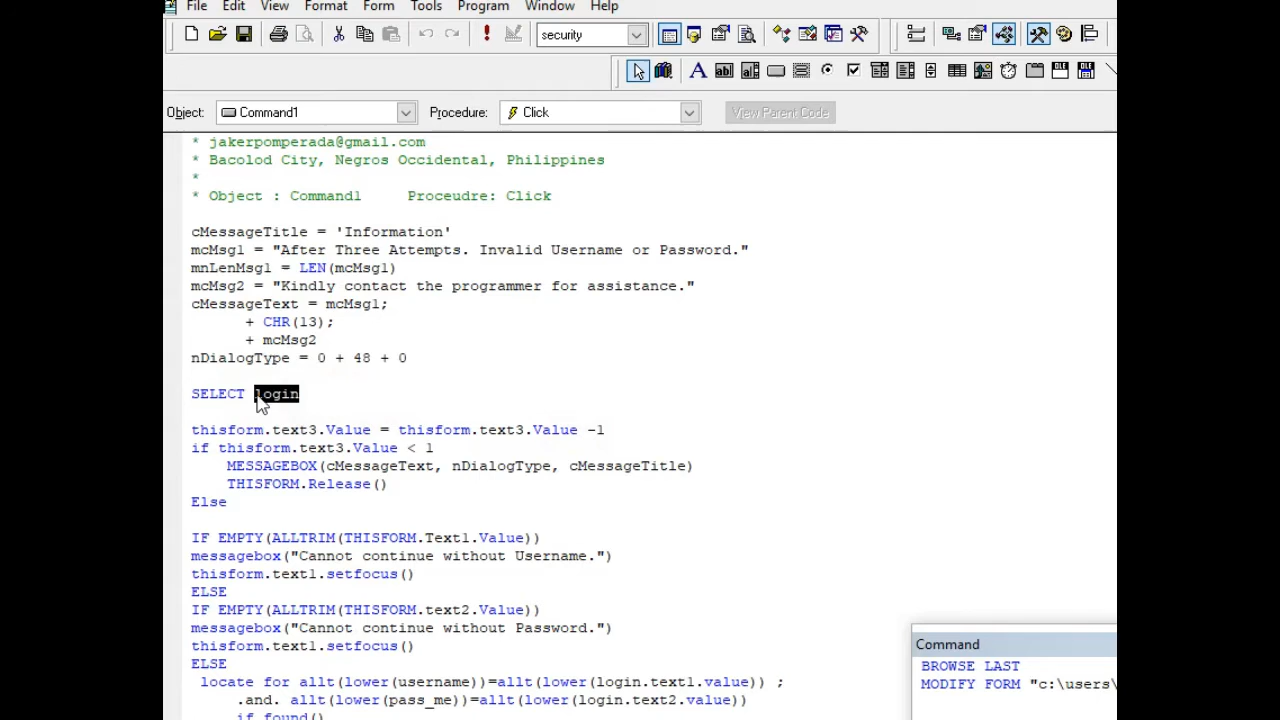 File Edit View Format Form Tools Program Window Help
security
Object: Command1 Procedure: Click View Parent Code
* jakerpomperada@gmail.com
* Bacolod City, Negros Occidental, Philippines
*
* Object : Command1 Proceudre: Click
cMessageTitle = 'Information'
mcMsg1 = "After Three Attempts. Invalid Username or Password."
mnLenMsg1 = LEN(mcMsg1)
mcMsg2 = "Kindly contact the programmer for assistance."
cMessageText = mcMsg1;
+ CHR(13);
+ mcMsg2
nDialogType = 0 + 48 + 0
SELECT login
thisform.text3.Value = thisform.text3.Value -1
if thisform.text3.Value < 1
MESSAGEBOX(cMessageText, nDialogType, cMessageTitle)
THISFORM.Release()
Else
IF EMPTY(ALLTRIM(THISFORM.Text1.Value))
messagebox("Cannot continue without Username.")
thisform.text1.setfocus()
ELSE
IF EMPTY(ALLTRIM(THISFORM.text2.Value))
messagebox("Cannot continue without Password.")
thisform.text1.setfocus()
ELSE
locate for allt(lower(username))=allt(lower(login.text1.value)) ;
.and. allt(lower(pass_me))=allt(lower(login.text2.value))
if found()
Command
BROWSE LAST
MODIFY FORM "c:\users\